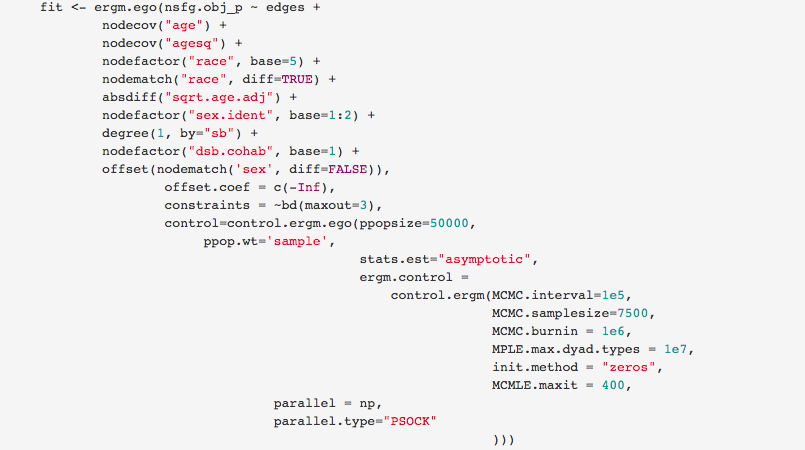 fit <- ergm.ego(nsfg.obj_p ~ edges +
nodecov("age") +
nodecov("agesq") +
nodefactor("race", base=5) +
nodematch("race", diff=TRUE) +
absdiff("sqrt.age.adj") +
nodefactor("sex.ident", base=1:2) +
degree(1, by="sb") +
nodefactor("dsb.cohab", base=1) +
offset(nodematch('sex', diff=FALSE)),
offset.coef = c(-Inf),
constraints = ~bd(maxout=3),
control=control.ergm.ego(ppopsize=50000,
ppop.wt='sample',
stats.est="asymptotic",
ergm.control =
control.ergm(MCMC.interval=1e5,
MCMC.samplesize=7500,
MCMC.burnin = 1e6,
MPLE.max.dyad.types = 1e7,
init.method = "zeros",
MCMLE.maxit = 400,
parallel = np,
parallel.type="PSOCK"
)))